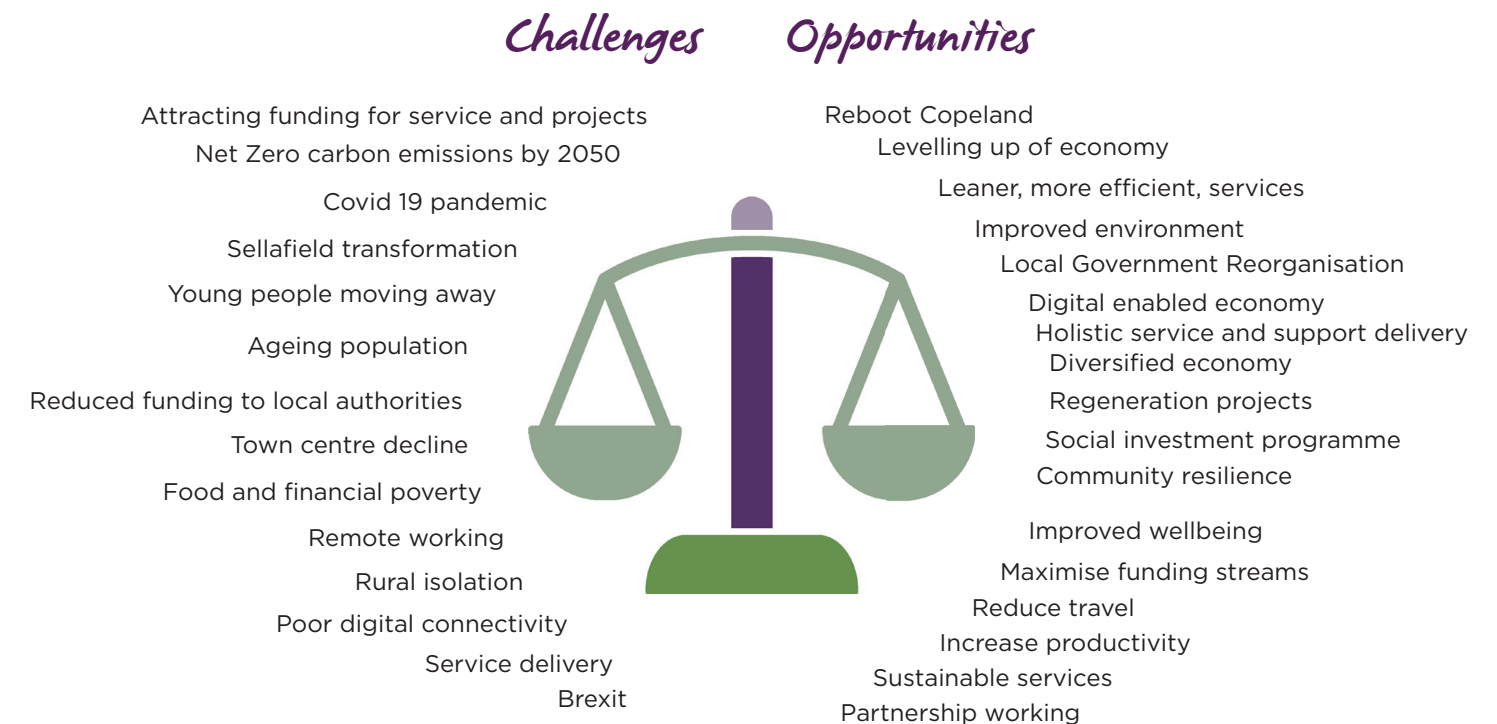 Challenges
Opportunities
Attracting funding for service and projects
Net Zero carbon emissions by 2050
Covid 19 pandemic
Sellafield transformation
Young people moving away
Ageing population
Reduced funding to local authorities
Town centre decline
Food and financial poverty
Remote working
Rural isolation
Poor digital connectivity
Service delivery
Brexit
Reboot Copeland
Levelling up of economy
Leaner, more efficient, services
Improved environment
Local Government Reorganisation
Digital enabled economy
Holistic service and support delivery
Diversified economy
Regeneration projects
Social investment programme
Community resilience
Improved wellbeing
Maximise funding streams
Reduce travel
Increase productivity
Sustainable services
Partnership working